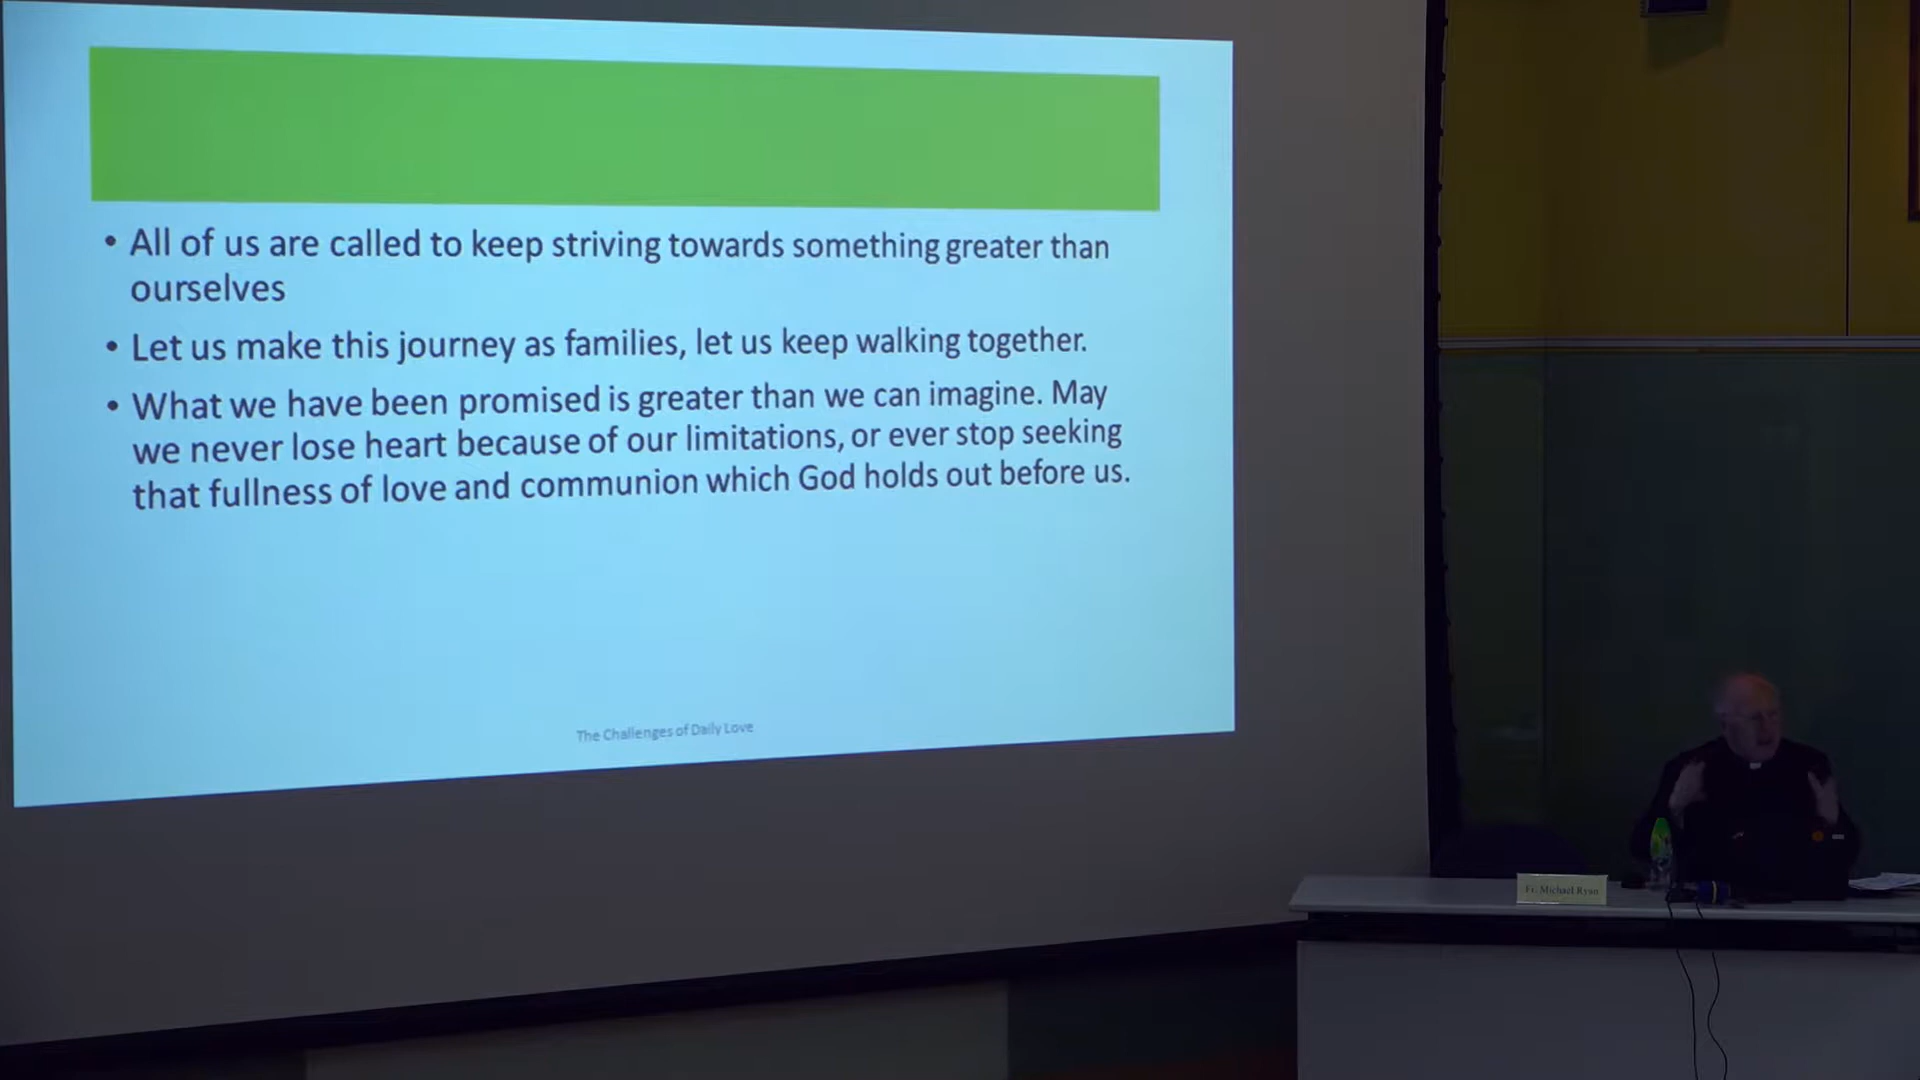 • All of us are called to keep striving towards something greater than
ourselves
• Let us make this journey as families, let us keep walking together.
• What we have been promised is greater than we can imagine. May
we never lose heart because of our limitations, or ever stop seeking
that fullness of love and communion which God holds out before us.
The Challenges of Daily Love
Fr. Michael Ryan